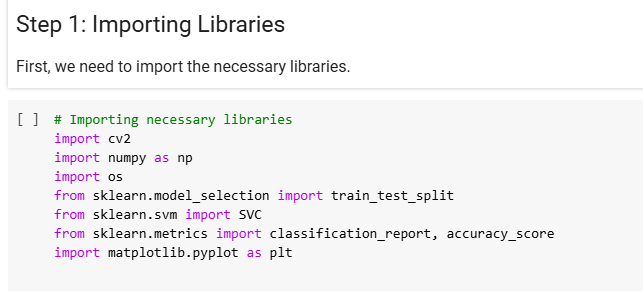 Step 1: Importing Libraries
First, we need to import the necessary libraries.
[ ] # Importing necessary libraries
import cv2
import numpy as np
import os
from sklearn.model_selection import train_test_split
from sklearn.svm import SVC
from sklearn.metrics import classification_report, accuracy_score
import matplotlib.pyplot as plt